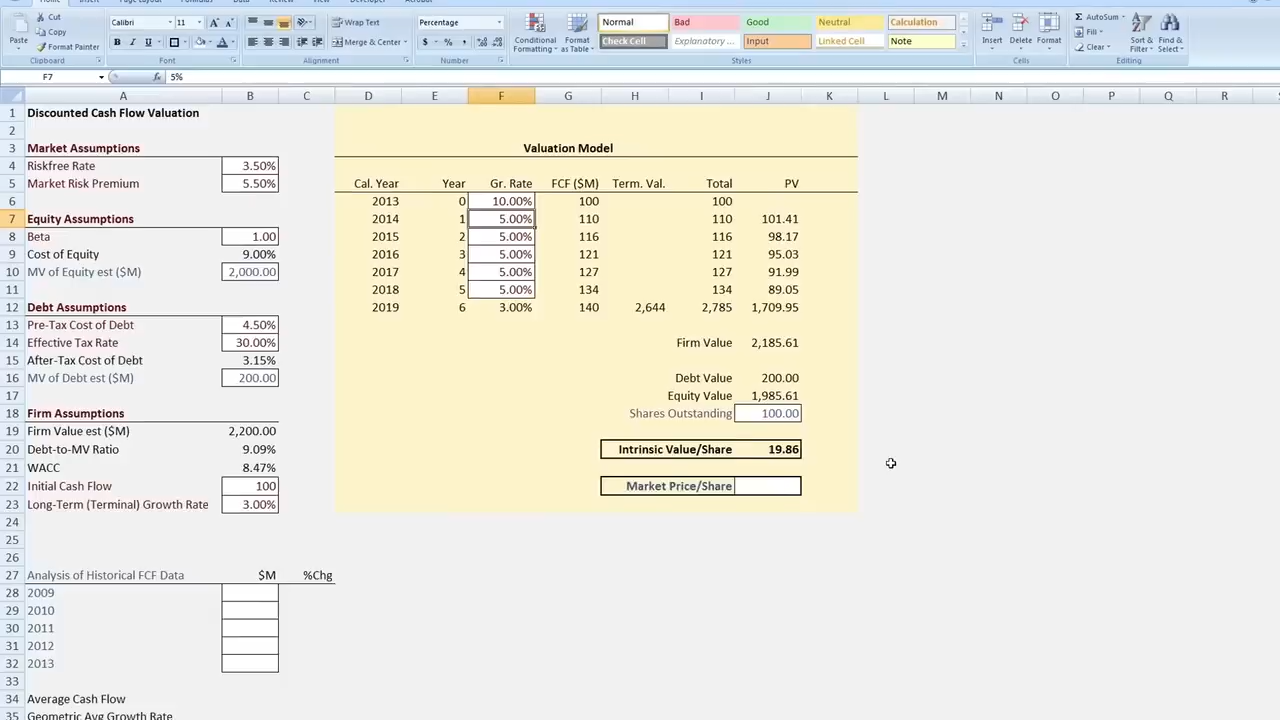 Cut
Copy
Paste
Format Painter
Clipboard
Calibri 11
B I U
Font
Wrap Text
Merge & Center
Alignment
Percentage
$ % ,
Number
Conditional Formatting
Format as Table
Normal Bad Good Neutral Calculation
Check Cell Explanatory ... Input Linked Cell Note
Styles
Insert Delete Format
Cells
AutoSum
Fill
Clear
Sort & Filter
Find & Select
Editing
F7 fx 5%
A B C D E F G H I J K L M N O P Q R
1 Discounted Cash Flow Valuation
2
3 Market Assumptions Valuation Model
4 Riskfree Rate 3.50%
5 Market Risk Premium 5.50% Cal. Year Year Gr. Rate FCF ($M) Term. Val. Total PV
6 2013 0 10.00% 100 100
7 Equity Assumptions 2014 1 5.00% 110 110 101.41
8 Beta 1.00 2015 2 5.00% 116 116 98.17
9 Cost of Equity 9.00% 2016 3 5.00% 121 121 95.03
10 MV of Equity est ($M) 2,000.00 2017 4 5.00% 127 127 91.99
11 2018 5 5.00% 134 134 89.05
12 Debt Assumptions 2019 6 3.00% 140 2,644 2,785 1,709.95
13 Pre-Tax Cost of Debt 4.50%
14 Effective Tax Rate 30.00% Firm Value 2,185.61
15 After-Tax Cost of Debt 3.15%
16 MV of Debt est ($M) 200.00 Debt Value 200.00
17 Equity Value 1,985.61
18 Firm Assumptions Shares Outstanding 100.00
19 Firm Value est ($M) 2,200.00
20 Debt-to-MV Ratio 9.09% Intrinsic Value/Share 19.86
21 WACC 8.47%
22 Initial Cash Flow 100 Market Price/Share
23 Long-Term (Terminal) Growth Rate 3.00%
24
25
26
27 Analysis of Historical FCF Data $M %Chg
28 2009
29 2010
30 2011
31 2012
32 2013
33
34 Average Cash Flow
35 Geometric Avg Growth Rate